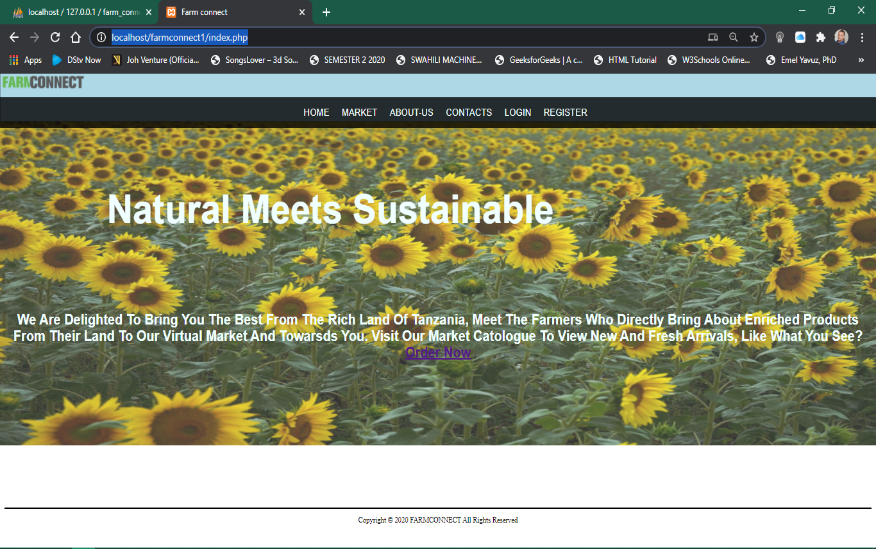 localhost / 127.0.0.1 / farm_conn
Farm connect
localhost/farmconnect1/index.php
Apps
DStv Now
Joh Venture (Officia...
SongsLover – 3d So...
SEMESTER 2 2020
SWAHILI MACHINE...
GeeksforGeeks | A c...
HTML Tutorial
W3Schools Online...
Emel Yavuz, PhD
»
FARMCONNECT
HOME MARKET ABOUT-US CONTACTS LOGIN REGISTER
Natural Meets Sustainable
We Are Delighted To Bring You The Best From The Rich Land Of Tanzania, Meet The Farmers Who Directly Bring About Enriched Products
From Their Land To Our Virtual Market And Towarsds You, Visit Our Market Catologue To View New And Fresh Arrivals, Like What You See?
Order Now
Copyright © 2020 FARMCONNECT All Rights Reserved